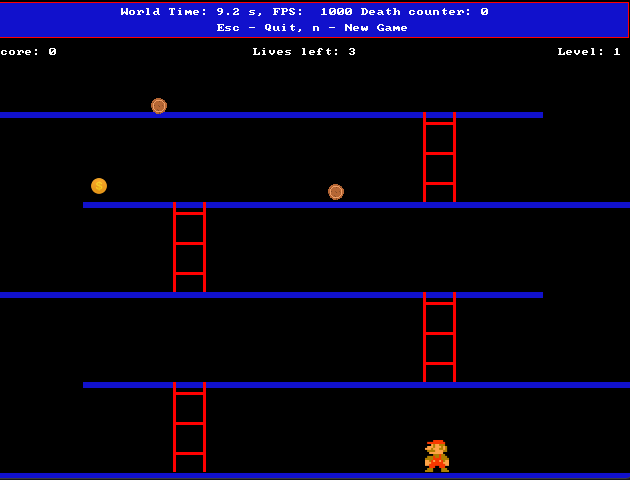 World Time: 9.2 s, FPS:  1000 Death counter: 0
Esc - Quit, n - New Game
core: 0 Lives left: 3 Level: 1
$